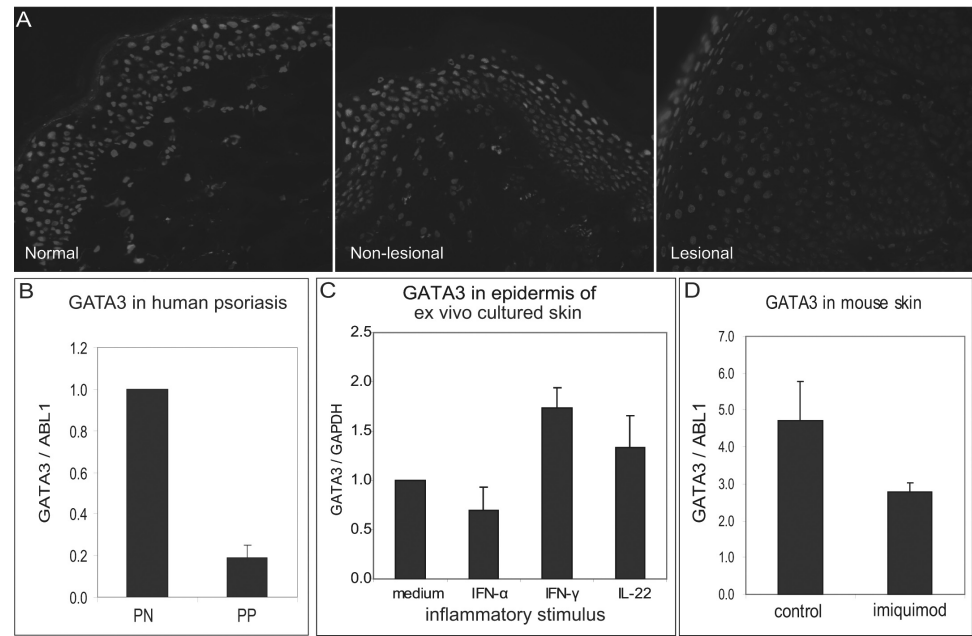 A
Normal
Non-lesional
Lesional
B
GATA3 in human psoriasis
GATA3 / ABL1
1.2
1.0
0.8
0.6
0.4
0.2
0.0
PN
PP
C
GATA3 in epidermis of
ex vivo cultured skin
GATA3 / GAPDH
2.5
2.0
1.5
1.0
0.5
0.0
medium
IFN-α
IFN-γ
IL-22
inflammatory stimulus
D
GATA3 in mouse skin
GATA3 / ABL1
7.0
6.0
5.0
4.0
3.0
2.0
1.0
0.0
control
imiquimod